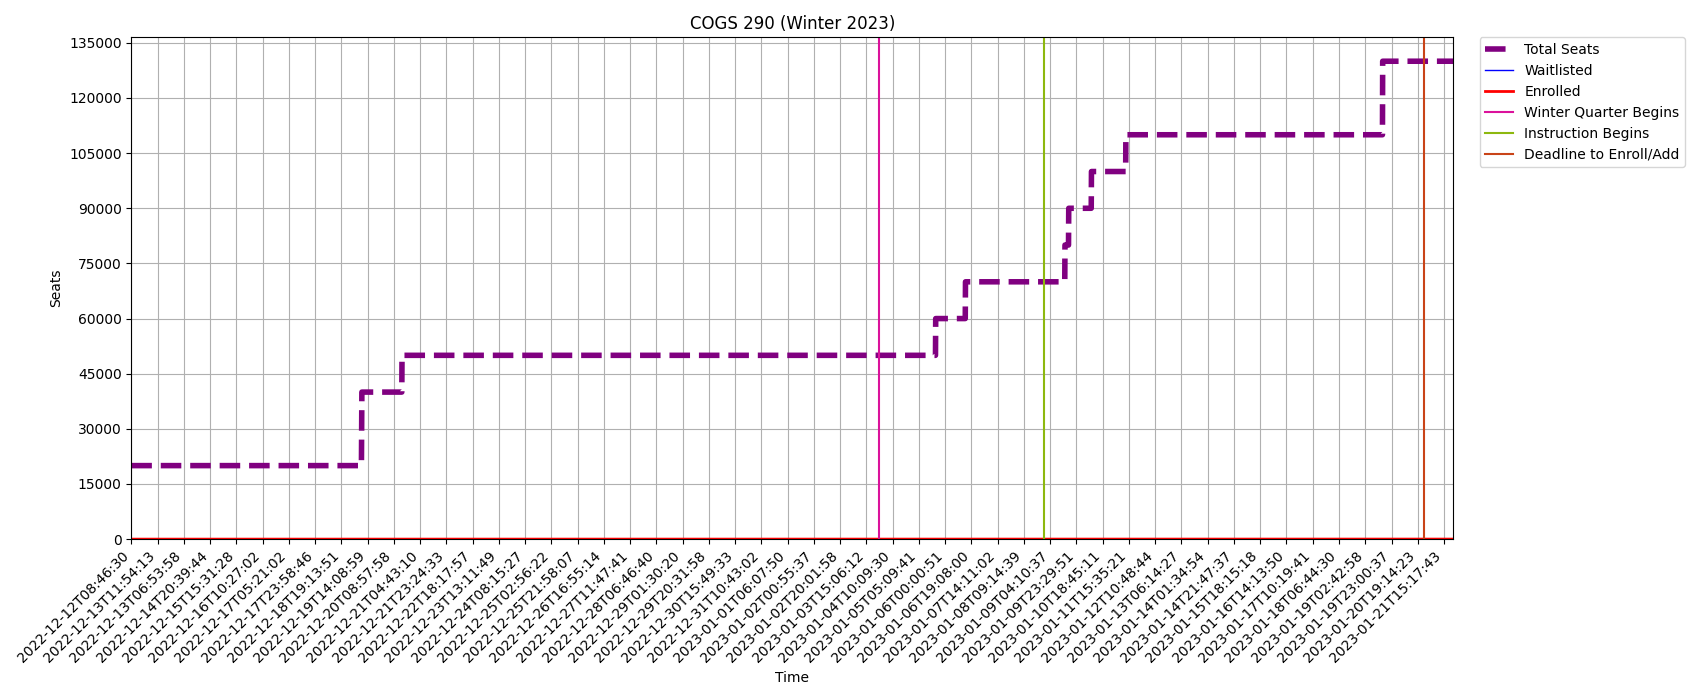 COGS 290 (Winter 2023)
135000
120000
105000
90000
75000
60000
45000
30000
15000
0
Seats
Total Seats
Waitlisted
Enrolled
Winter Quarter Begins
Instruction Begins
Deadline to Enroll/Add
2022-12-12T08:46:30
2022-12-13T11:54:13
2022-12-13T06:53:58
2022-12-14T20:39:44
2022-12-15T15:31:28
2022-12-16T10:27:02
2022-12-17T05:21:02
2022-12-17T23:58:46
2022-12-18T19:13:51
2022-12-19T14:08:59
2022-12-20T08:57:58
2022-12-21T04:43:10
2022-12-21T23:24:33
2022-12-22T18:17:57
2022-12-23T13:11:49
2022-12-24T08:15:27
2022-12-25T02:56:22
2022-12-25T21:58:07
2022-12-26T16:55:14
2022-12-27T11:47:41
2022-12-28T06:46:40
2022-12-29T01:30:20
2022-12-29T20:31:58
2022-12-30T15:49:33
2022-12-31T10:43:02
2023-01-01T06:07:50
2023-01-02T00:55:37
2023-01-02T20:01:58
2023-01-03T15:06:12
2023-01-04T10:09:30
2023-01-05T05:09:41
2023-01-06T00:00:51
2023-01-06T19:08:00
2023-01-07T14:11:02
2023-01-08T09:14:39
2023-01-09T04:10:37
2023-01-09T23:29:51
2023-01-10T18:45:11
2023-01-11T15:35:21
2023-01-12T10:48:44
2023-01-13T06:14:27
2023-01-14T01:34:54
2023-01-14T21:47:37
2023-01-15T18:15:18
2023-01-16T14:13:50
2023-01-17T10:19:41
2023-01-18T06:44:30
2023-01-19T02:42:58
2023-01-19T23:00:37
2023-01-20T19:14:23
2023-01-21T15:17:43
Time